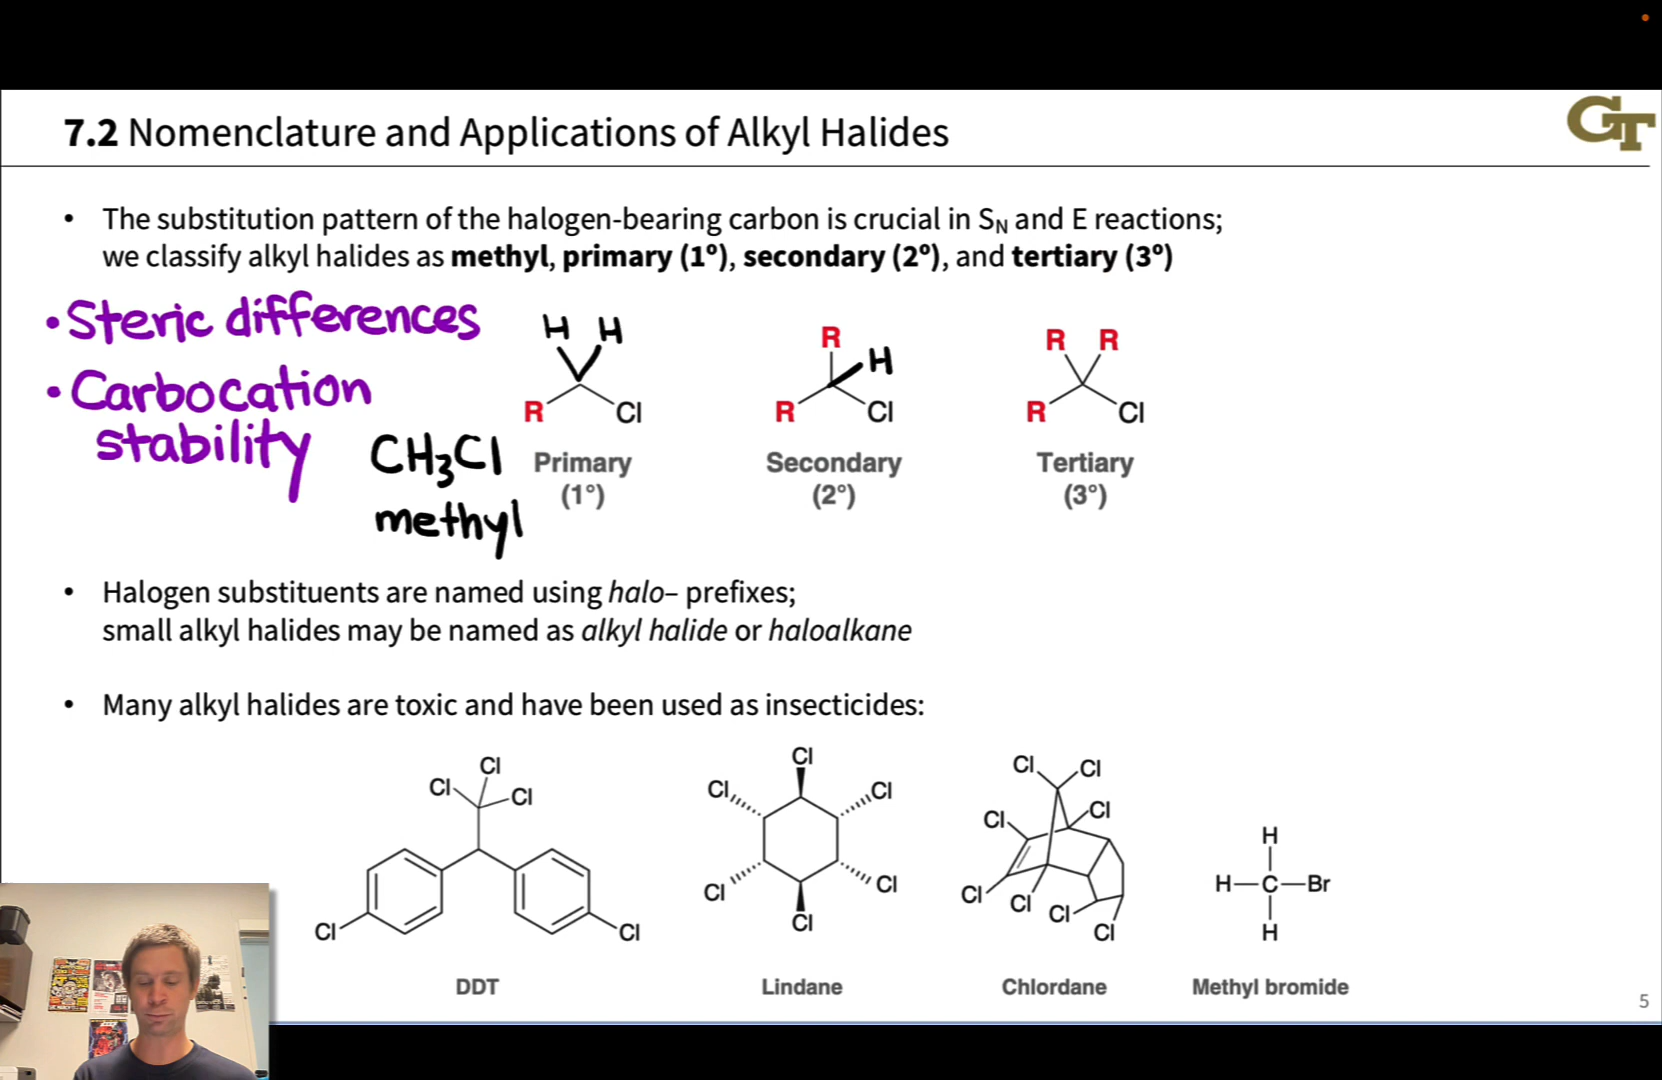 7.2 Nomenclature and Applications of Alkyl Halides
GT
• The substitution pattern of the halogen-bearing carbon is crucial in SN and E reactions;
we classify alkyl halides as methyl, primary (1º), secondary (2º), and tertiary (3º)
• Steric differences
• Carbocation
stability
CH3Cl
methyl
H H
R Cl
Primary
(1°)
R
H
R Cl
Secondary
(2°)
R R
R Cl
Tertiary
(3°)
• Halogen substituents are named using halo– prefixes;
small alkyl halides may be named as alkyl halide or haloalkane
• Many alkyl halides are toxic and have been used as insecticides:
Cl
Cl Cl
Cl Cl
DDT
Cl
Cl Cl
Cl Cl
Cl
Lindane
Cl Cl
Cl Cl
Cl Cl Cl
Cl
Chlordane
H
H C Br
H
Methyl bromide
5